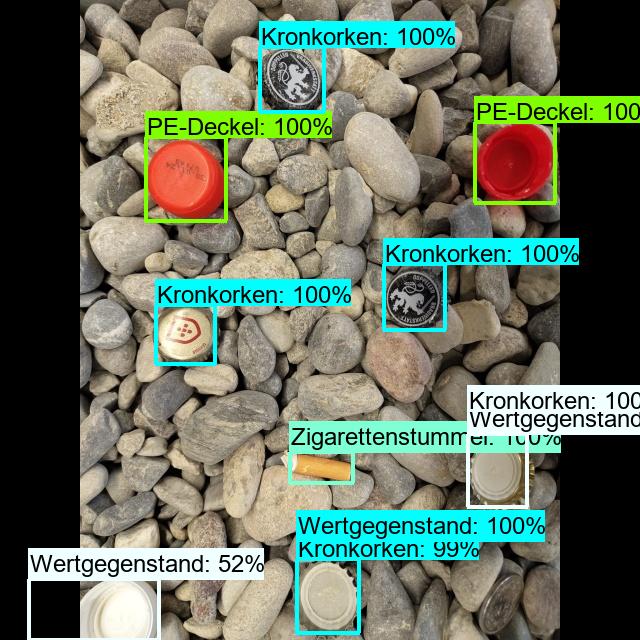 Kronkorken: 100%
PE-Deckel: 100%
PE-Deckel: 100
Kronkorken: 100%
Kronkorken: 100%
Kronkorken: 100
Wertgegenstand
Zigarettenstummel: 100%
Wertgegenstand: 100%
Kronkorken: 99%
Wertgegenstand: 52%